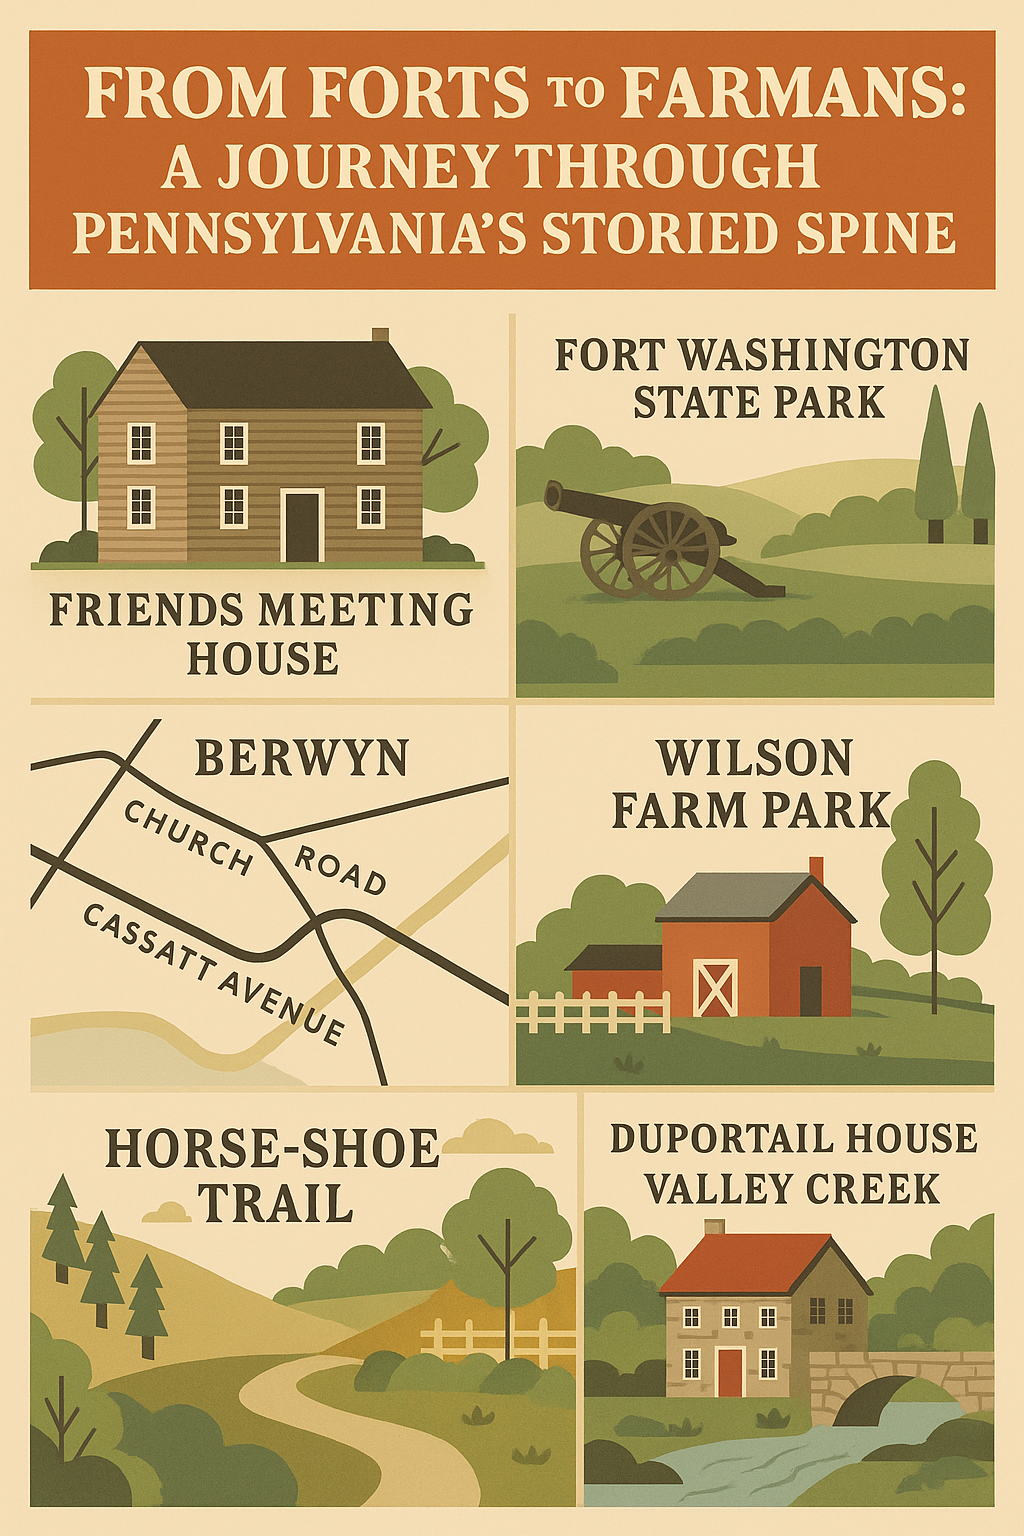 FROM FORTS TO FARMANS:
A JOURNEY THROUGH
PENNSYLVANIA'S STORIED SPINE
FRIENDS MEETING
HOUSE
FORT WASHINGTON
STATE PARK
BERWYN
CHURCH ROAD
CASSATT AVENUE
WILSON
FARM PARK
HORSE-SHOE
TRAIL
DUPORTAIL HOUSE
VALLEY CREEK